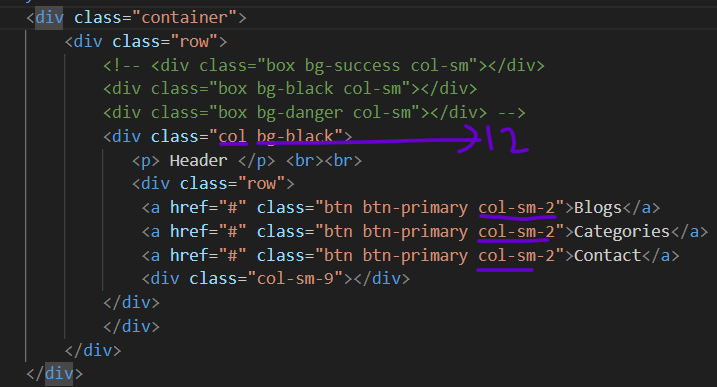 <div class="container">
<div class="row">
<!-- <div class="box bg-success col-sm"></div>
<div class="box bg-black col-sm"></div>
<div class="box bg-danger col-sm"></div> -->
<div class="col bg-black"> 12
<p> Header </p> <br><br>
<div class="row">
<a href="#" class="btn btn-primary col-sm-2">Blogs</a>
<a href="#" class="btn btn-primary col-sm-2">Categories</a>
<a href="#" class="btn btn-primary col-sm-2">Contact</a>
<div class="col-sm-9"></div>
</div>
</div>
</div>
</div>